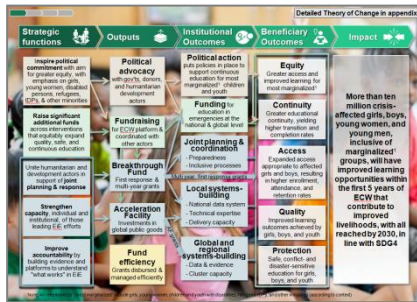 Detailed Theory of Change in appendix
Strategic
functions
Outputs
Institutional
Outcomes
Beneficiary
Outcomes
Impact
Inspire political
commitment with aim
for greater equity, with
emphasis on girls,
young women, disabled
persons, refugees,
IDPs, & other minorities
Raise significant
additional funds
across interventions
that equitably expand
quality, safe, and
continuous education
Unite humanitarian and
development actors
in support of joint
planning & response
Strengthen
capacity, individual and
institutional, of those
leading EiE efforts
Improve
accountability by
building evidence and
platforms to understand
"what works" in EiE
Political
advocacy
with gov'ts, donors,
and humanitarian
development
actors
Fundraising
for ECW platform &
coordinated with other
actors
Breakthrough Fund
First response &
multi-year grants
Acceleration
Facility
Investments in
global public goods
Fund
efficiency
Grants disbursed &
managed efficiently
Political action
puts policies in place to
support continuous
education for most
marginalized¹ children
and youth
Funding for
education in
emergencies at the
national & global level
Joint planning &
coordination
- Preparedness
- Inclusive processes
Multi-year, first response grants
Local systems-
building
- National data system
- Technical expertise
- Delivery capacity
Global and
regional
systems-building
- Data & evidence
- Cluster capacity
Equity
Greater access and
improved learning for
most marginalized¹
Continuity
Greater educational
continuity, yielding
higher transition and
completion rates
Access
Expanded access
appropriate to affected
girls and boys, resulting
in higher enrollment,
attendance, and
retention rates
Quality
Improved learning
outcomes achieved by
girls, boys, and youth
Protection
Safe, conflict- and
disaster-sensitive
education for girls,
boys, and youth
More than ten
million crisis-
affected girls, boys,
young women, and
young men,
inclusive of
marginalized¹
groups, will have
improved learning
opportunities within
the first 5 years of
ECW that
contribute to
improved
livelihoods, with all
reached by 2030, in
line with SDG4